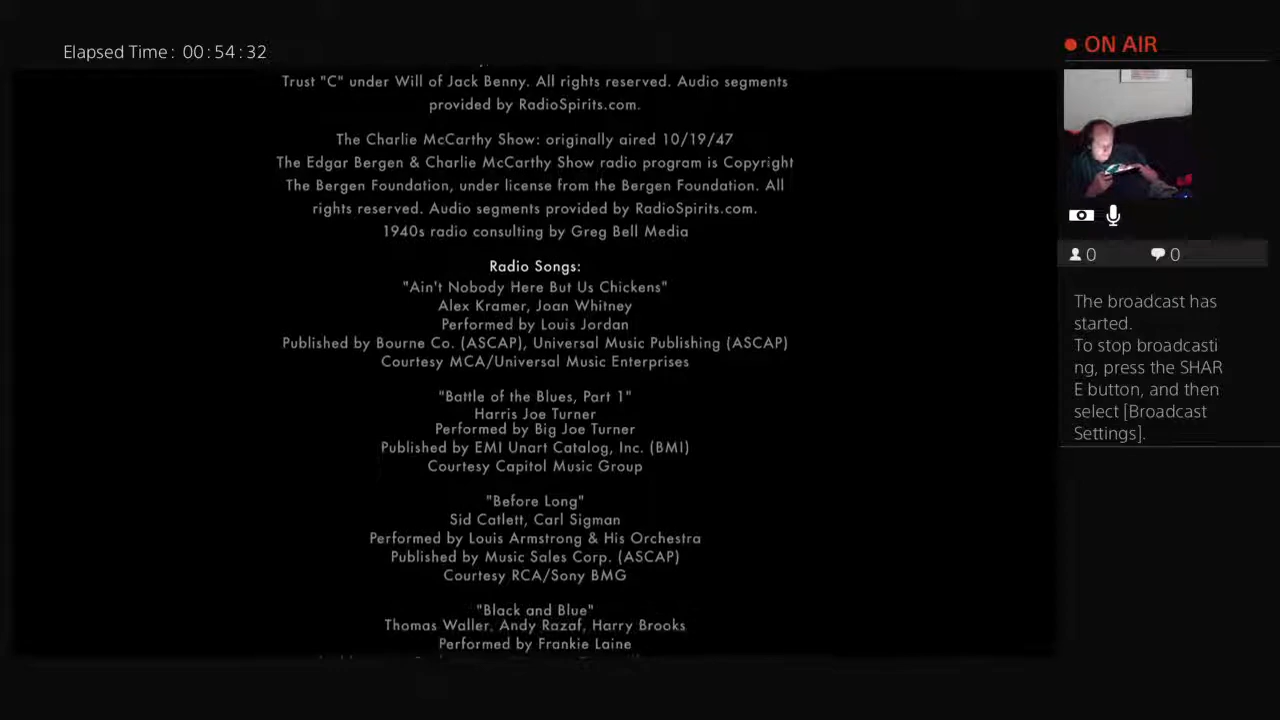 Elapsed Time: 00:54:32
ON AIR
Trust "C" under Will of Jack Benny. All rights reserved. Audio segments
provided by RadioSpirits.com.
The Charlie McCarthy Show: originally aired 10/19/47
The Edgar Bergen & Charlie McCarthy Show radio program is Copyright
The Bergen Foundation, under license from the Bergen Foundation. All
rights reserved. Audio segments provided by RadioSpirits.com.
1940s radio consulting by Greg Bell Media
Radio Songs:
"Ain't Nobody Here But Us Chickens"
Alex Kramer, Joan Whitney
Performed by Louis Jordan
Published by Bourne Co. (ASCAP), Universal Music Publishing (ASCAP)
Courtesy MCA/Universal Music Enterprises
"Battle of the Blues, Part 1"
Harris Joe Turner
Performed by Big Joe Turner
Published by EMI Unart Catalog, Inc. (BMI)
Courtesy Capitol Music Group
"Before Long"
Sid Catlett, Carl Sigman
Performed by Louis Armstrong & His Orchestra
Published by Music Sales Corp. (ASCAP)
Courtesy RCA/Sony BMG
"Black and Blue"
Thomas Waller, Andy Razaf, Harry Brooks
Performed by Frankie Laine
0 0
The broadcast has
started.
To stop broadcasti
ng, press the SHAR
E button, and then
select [Broadcast
Settings].